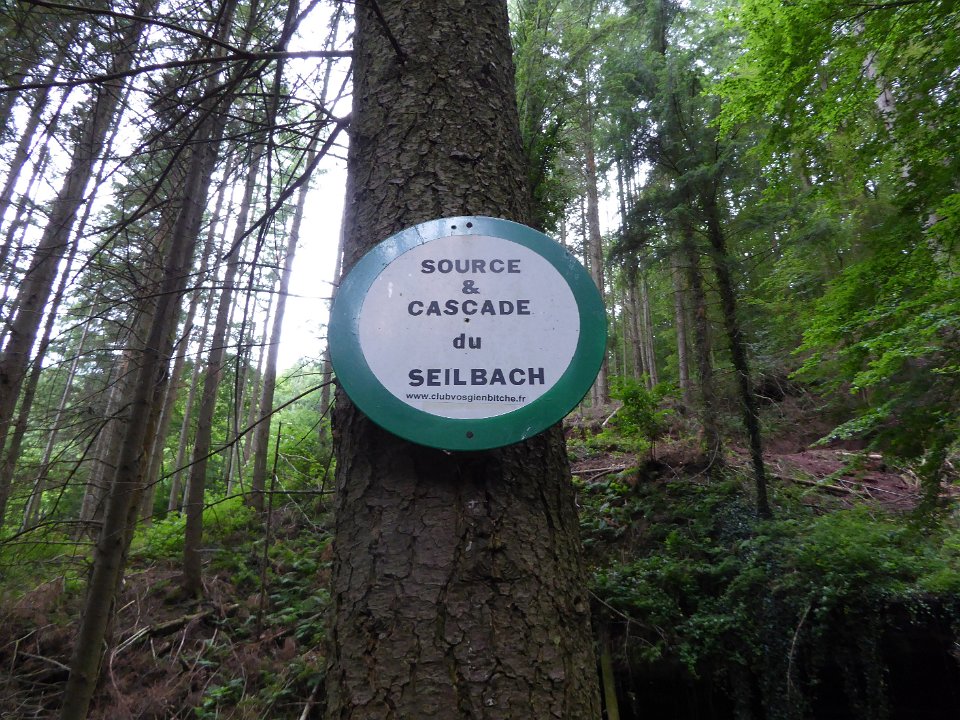 SOURCE
&
CASCADE
du
SEILBACH
www.clubvosgienbitche.fr